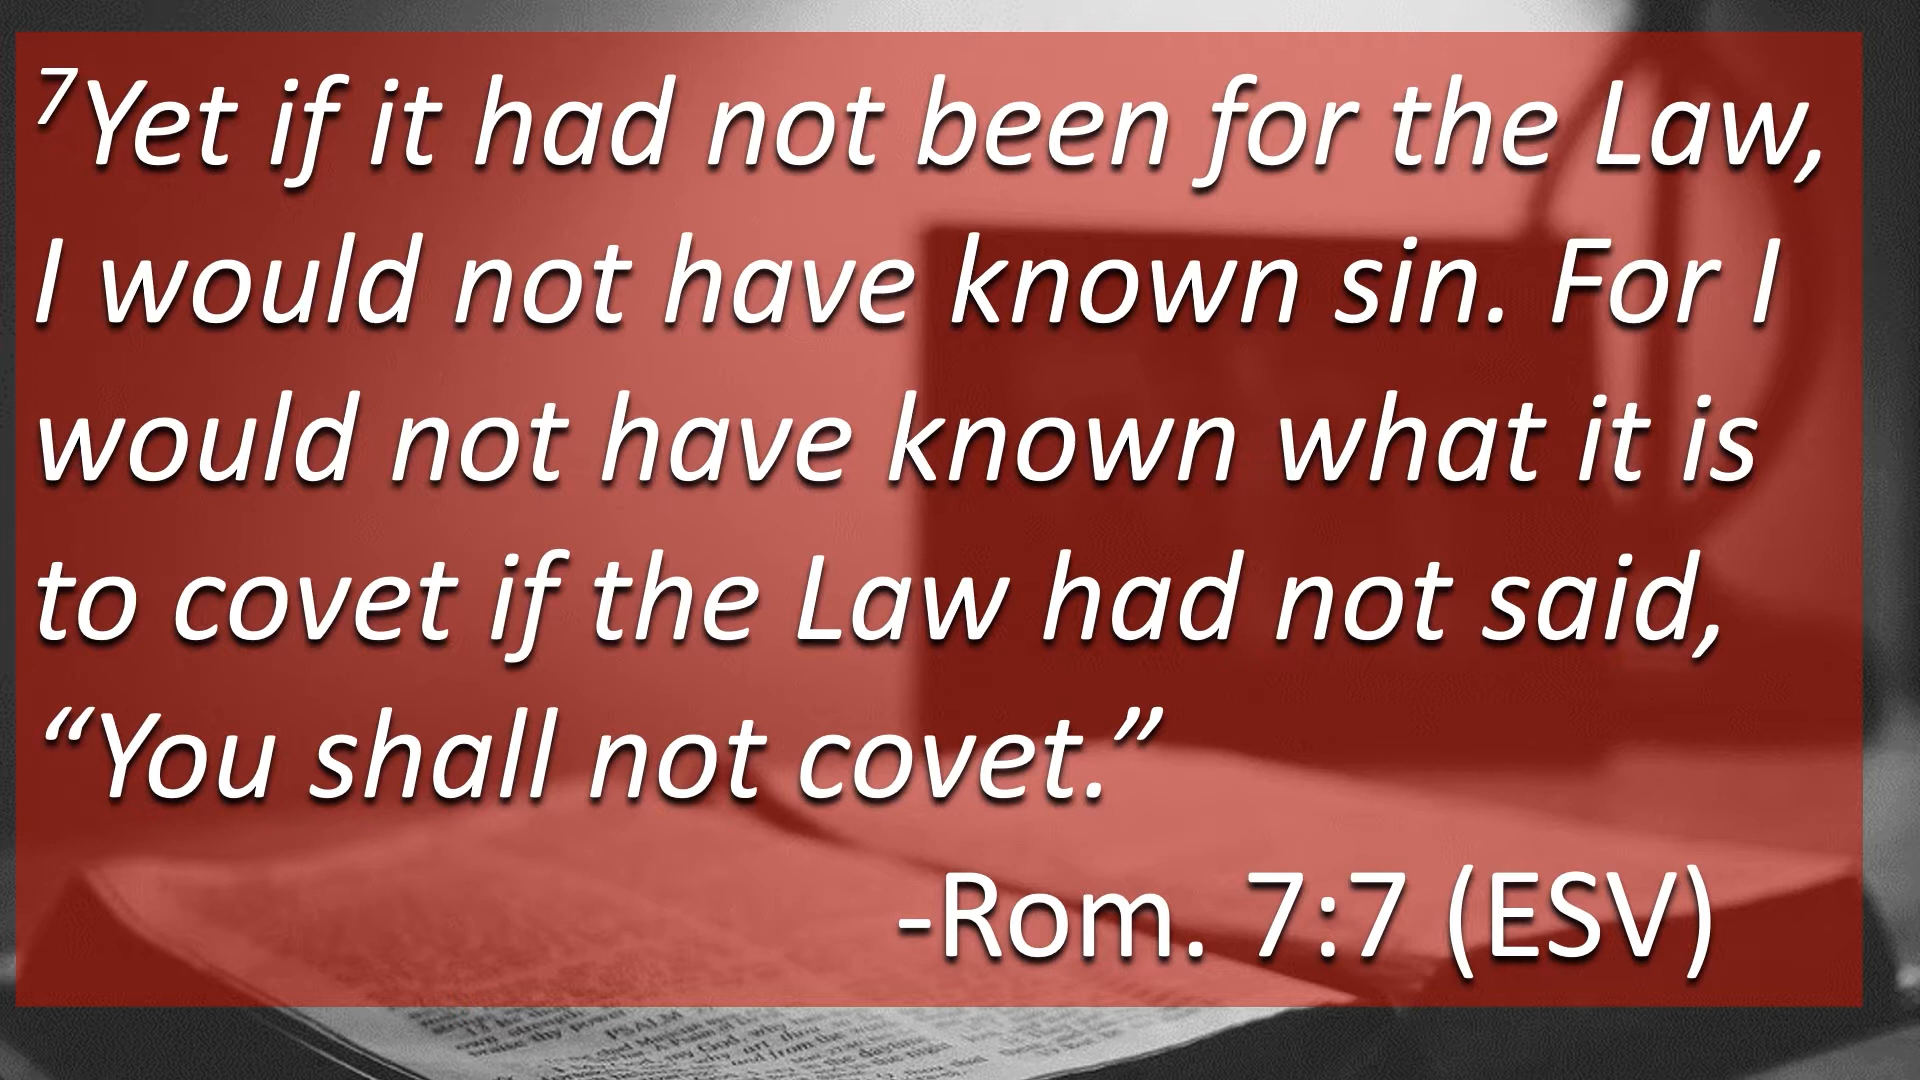 ⁷Yet if it had not been for the Law,
I would not have known sin. For I
would not have known what it is
to covet if the Law had not said,
“You shall not covet.”
-Rom. 7:7 (ESV)
PSALM